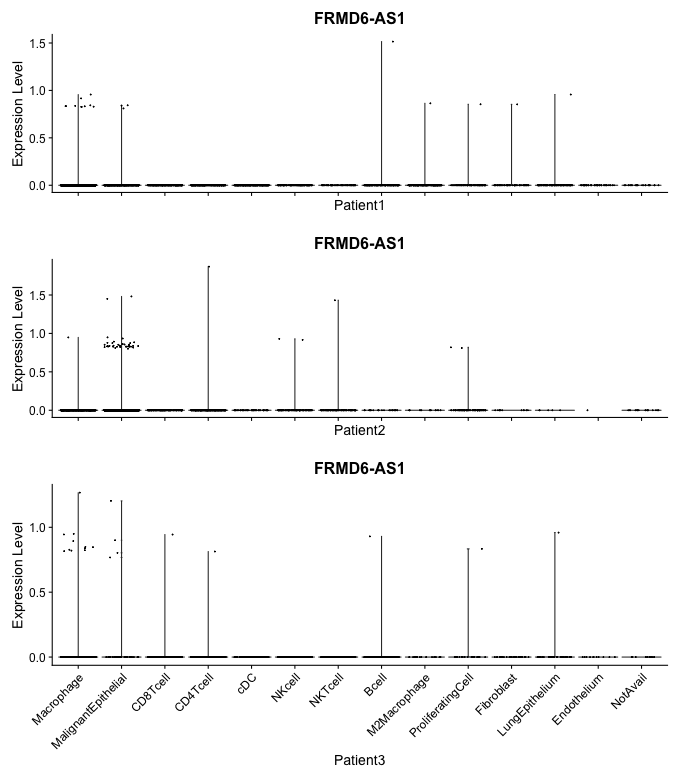 FRMD6-AS1
Expression Level
1.5
1.0
0.5
0.0
Patient1
FRMD6-AS1
Expression Level
1.5
1.0
0.5
0.0
Patient2
FRMD6-AS1
Expression Level
1.0
0.5
0.0
Macrophage
MalignantEpithelial
CD8Tcell
CD4Tcell
cDC
NKcell
NKTcell
Bcell
M2Macrophage
ProliferatingCell
Fibroblast
LungEpithelium
Endothelium
NotAvail
Patient3